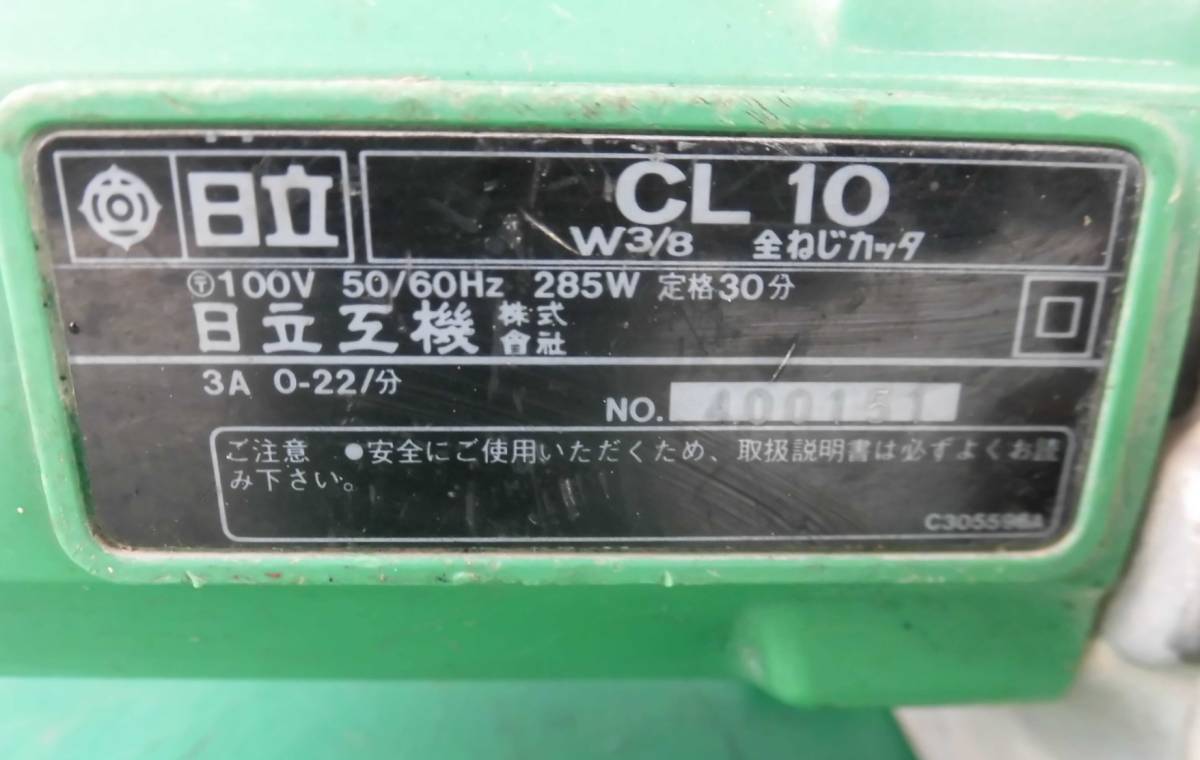 日立
CL 10
W3/8 全ねじカッタ
〒100V 50/60Hz 285W 定格30分
日立工機 株式會社
3A 0-22/分
NO. 400151
ご注意 ●安全にご使用いただくため、取扱説明書は必ずよくお読
み下さい。